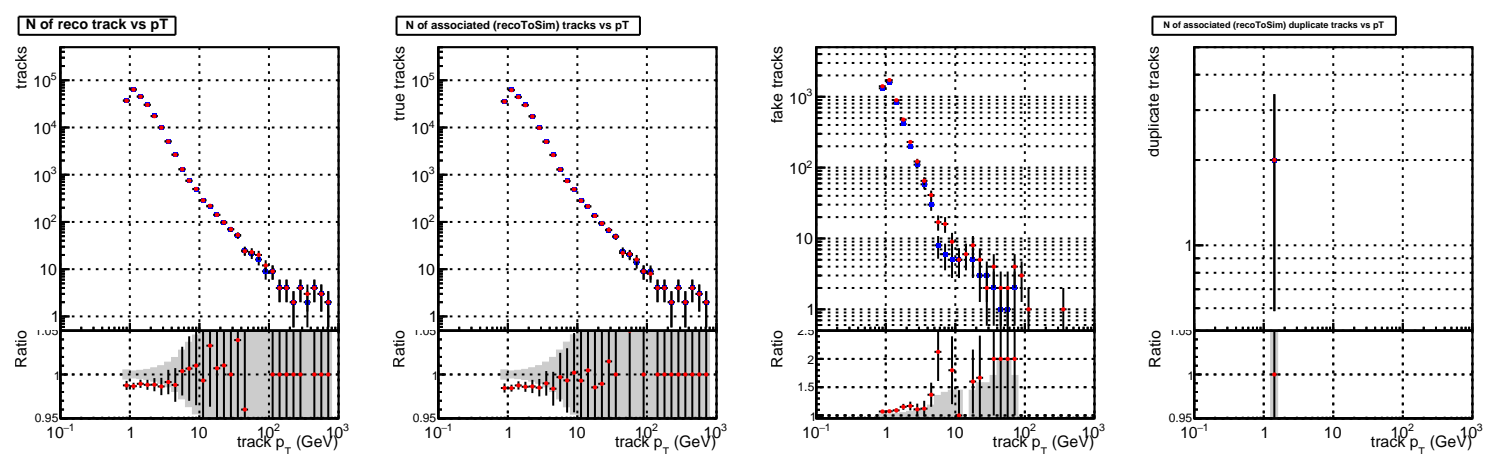 N of reco track vs pT
tracks
10^5
10^4
10^3
10^2
10
1
Ratio
1.05
1
0.95
10^-1 1 10 10^2 10^3
track p_T (GeV)
N of associated (recoToSim) tracks vs pT
true tracks
10^5
10^4
10^3
10^2
10
1
Ratio
1.05
1
0.95
10^-1 1 10 10^2 10^3
track p_T (GeV)
fake tracks
10^3
10^2
10
1
Ratio
2.5
2
1.5
1
10^-1 1 10 10^2 10^3
track p_T (GeV)
N of associated (recoToSim) duplicate tracks vs pT
duplicate tracks
1
Ratio
1.05
1
0.95
10^-1 1 10 10^2 10^3
track p_T (GeV)